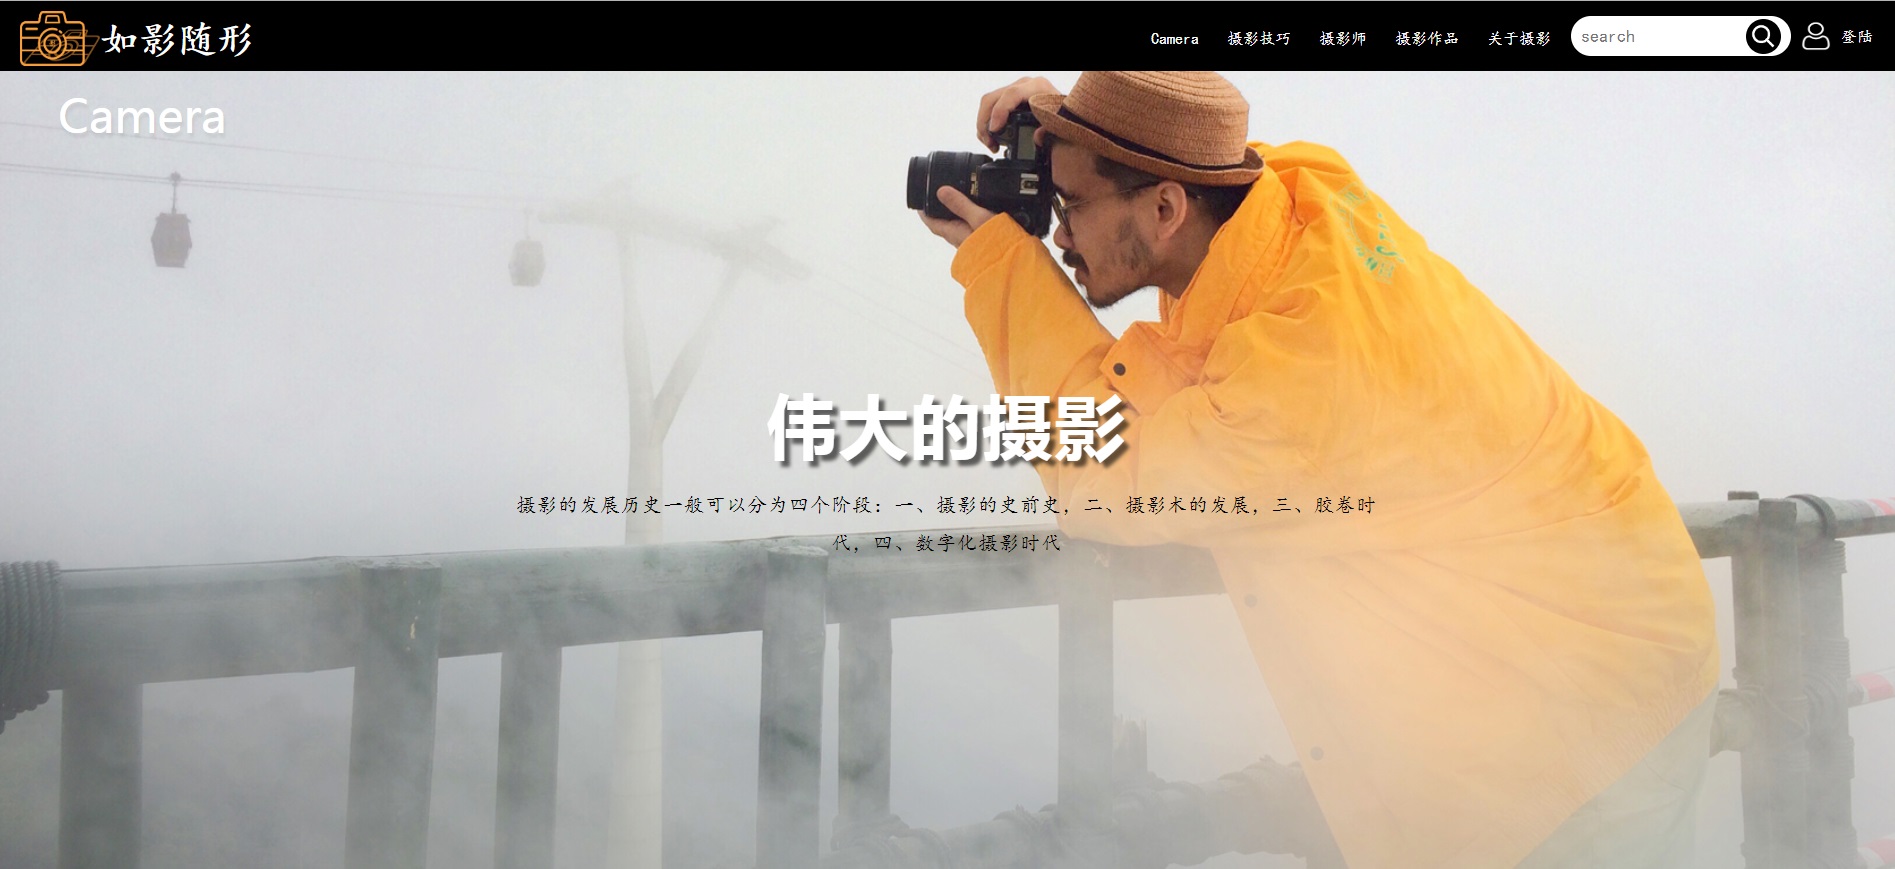 如影随形
Camera 摄影技巧 摄影师 摄影作品 关于摄影 search 登陆
Camera
伟大的摄影
摄影的发展历史一般可以分为四个阶段：一、摄影的史前史，二、摄影术的发展，三、胶卷时
代，四、数字化摄影时代